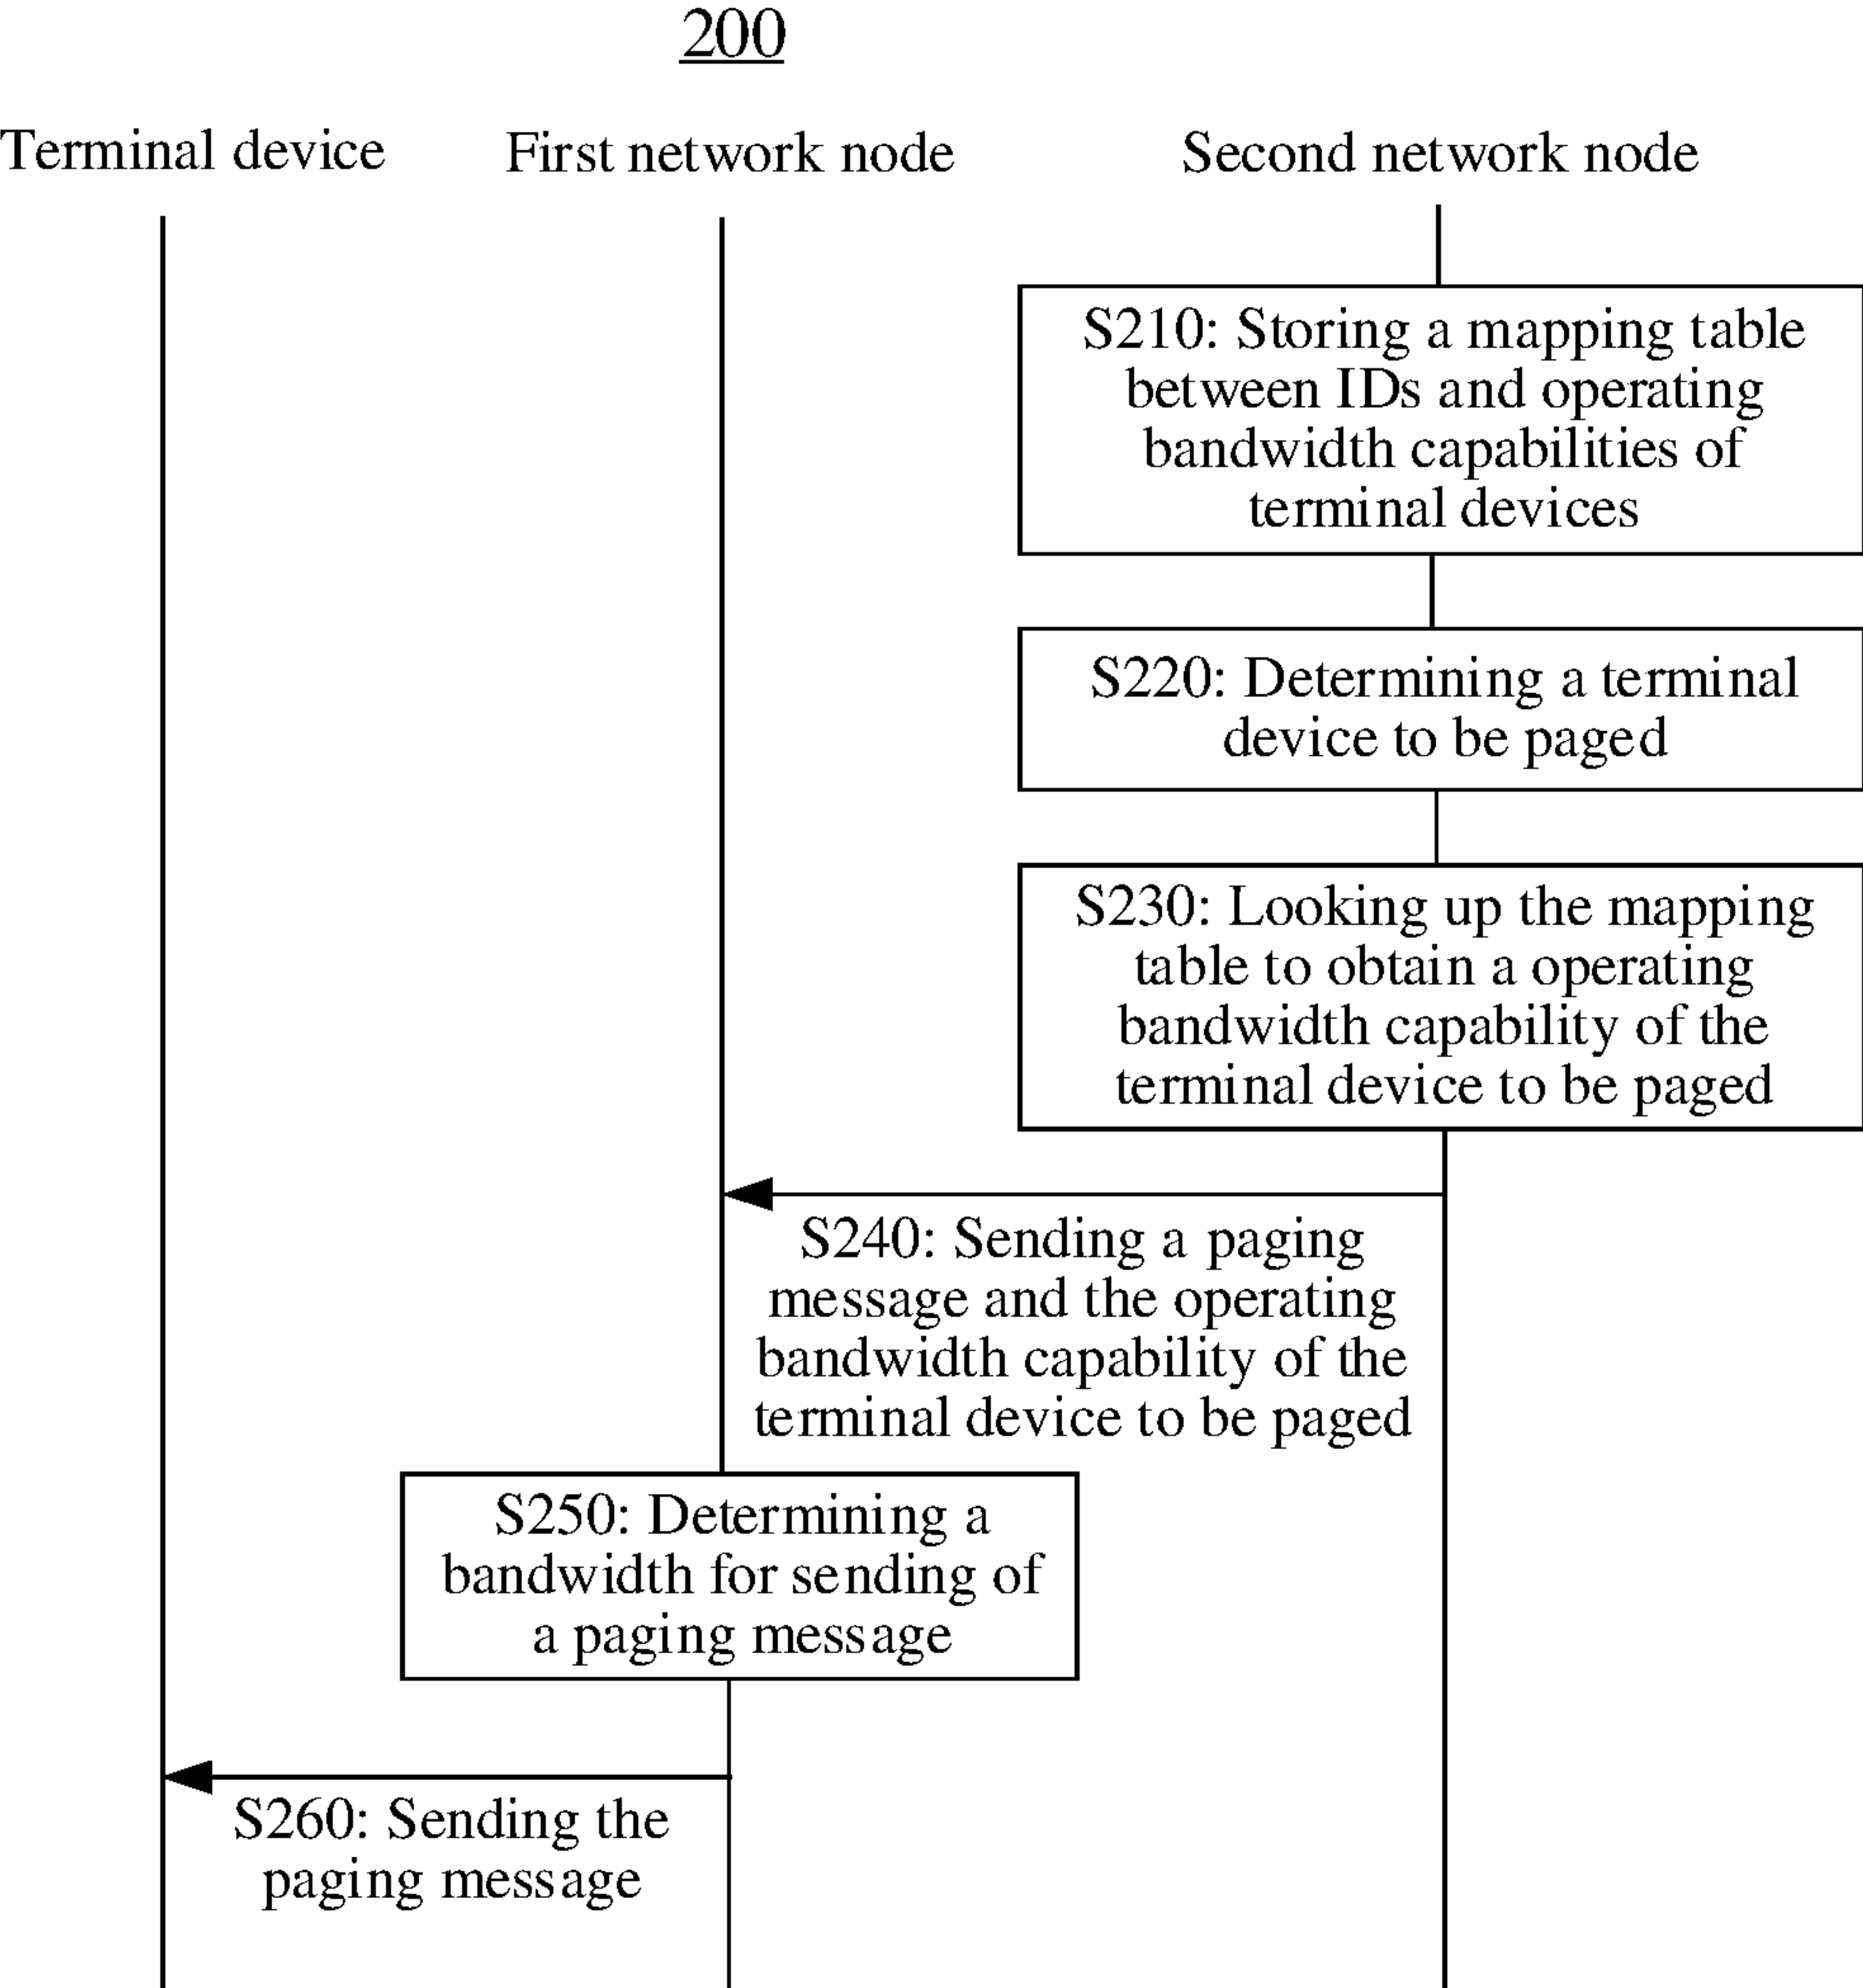 200
Terminal device
First network node
Second network node
S210: Storing a mapping table
between IDs and operating
bandwidth capabilities of
terminal devices
S220: Determining a terminal
device to be paged
S230: Looking up the mapping
table to obtain a operating
bandwidth capability of the
terminal device to be paged
S240: Sending a paging
message and the operating
bandwidth capability of the
terminal device to be paged
S250: Determining a
bandwidth for sending of
a paging message
S260: Sending the
paging message